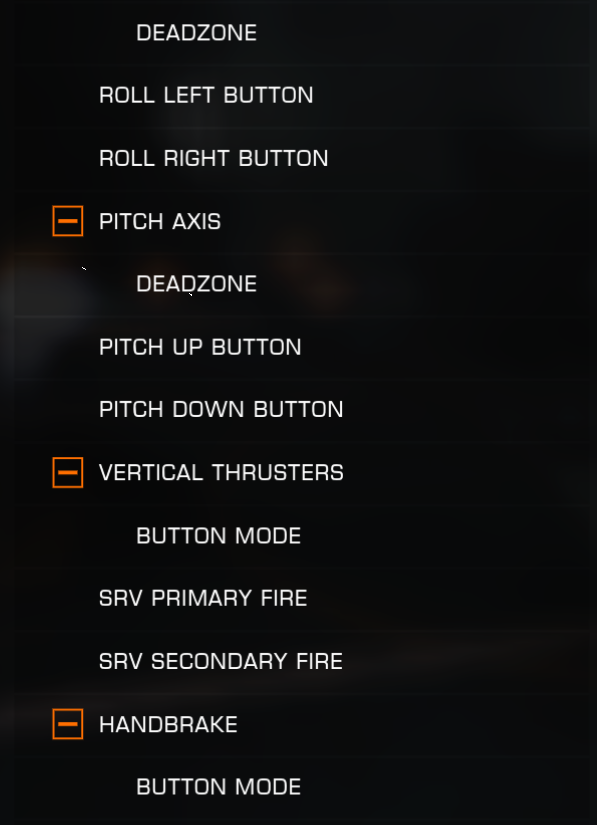 DEADZONE
ROLL LEFT BUTTON
ROLL RIGHT BUTTON
PITCH AXIS
DEADZONE
PITCH UP BUTTON
PITCH DOWN BUTTON
VERTICAL THRUSTERS
BUTTON MODE
SRV PRIMARY FIRE
SRV SECONDARY FIRE
HANDBRAKE
BUTTON MODE